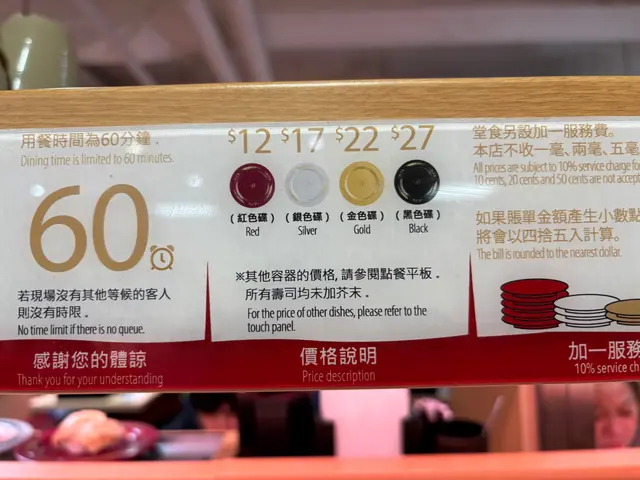 用餐時間為60分鐘.
Dining time is limited to 60 minutes.
60
若現場沒有其他等候的客人
則沒有時限.
No time limit if there is no queue.
感謝您的體諒
Thank you for your understanding
$12 $17 $22 $27
(紅色碟) (銀色碟) (金色碟) (黑色碟)
Red Silver Gold Black
※其他容器的價格, 請參閱點餐平板.
所有壽司均未加芥末.
For the price of other dishes, please refer to the
touch panel.
價格說明
Price description
堂食另設加一服務費。
本店不收一毫、兩毫、五毫
All prices are subject to 10% service charge
10 cents, 20 cents and 50 cents are not
如果賬單金額產生小數點
將會以四捨五入計算。
The bill is rounded to the nearest dollar.
加一服務
10% service